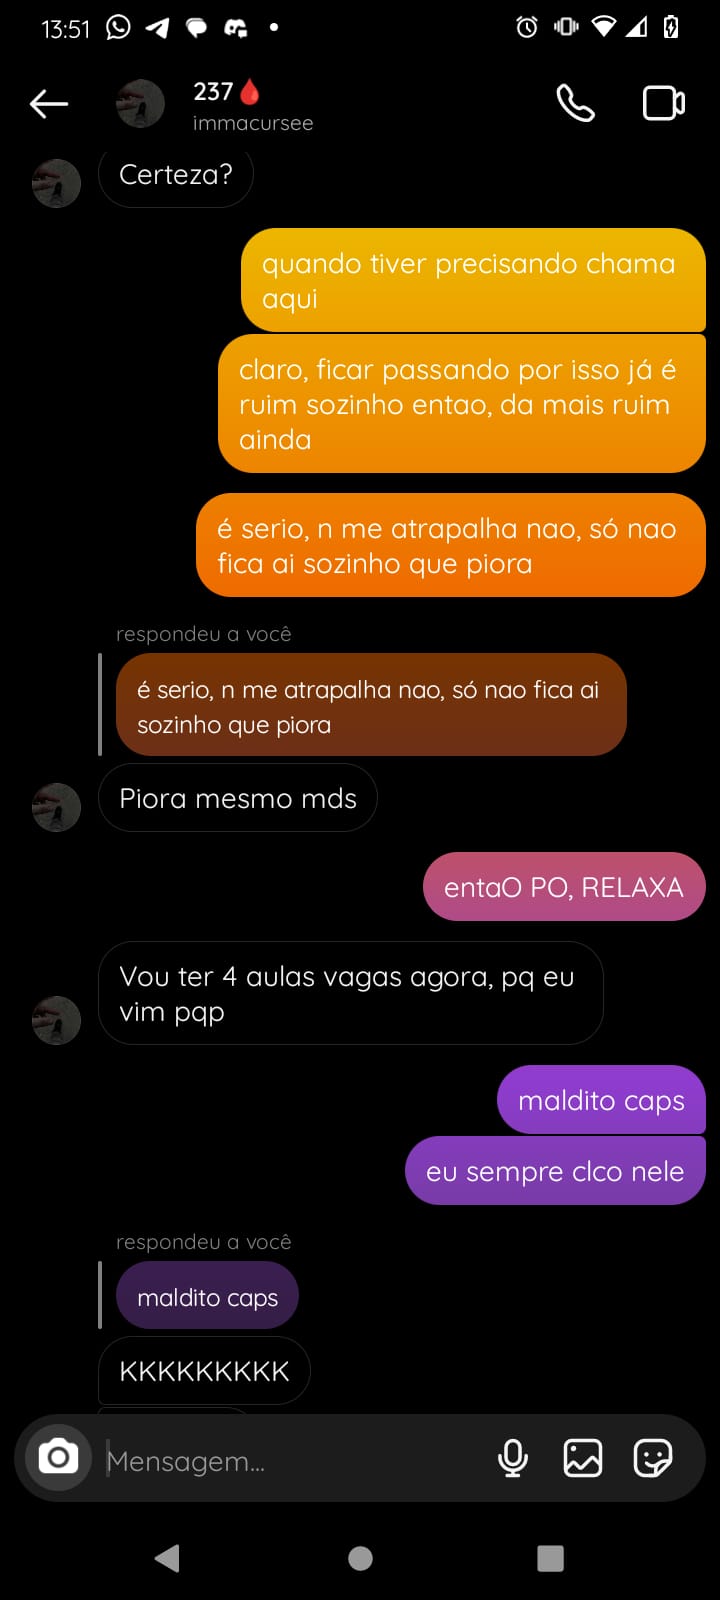 13:51
237🩸
immacursee
Certeza?
quando tiver precisando chama
aqui
claro, ficar passando por isso já é
ruim sozinho entao, da mais ruim
ainda
é serio, n me atrapalha nao, só nao
fica ai sozinho que piora
respondeu a você
é serio, n me atrapalha nao, só nao fica ai
sozinho que piora
Piora mesmo mds
entaO PO, RELAXA
Vou ter 4 aulas vagas agora, pq eu
vim pqp
maldito caps
eu sempre clco nele
respondeu a você
maldito caps
KKKKKKKKK
Mensagem...